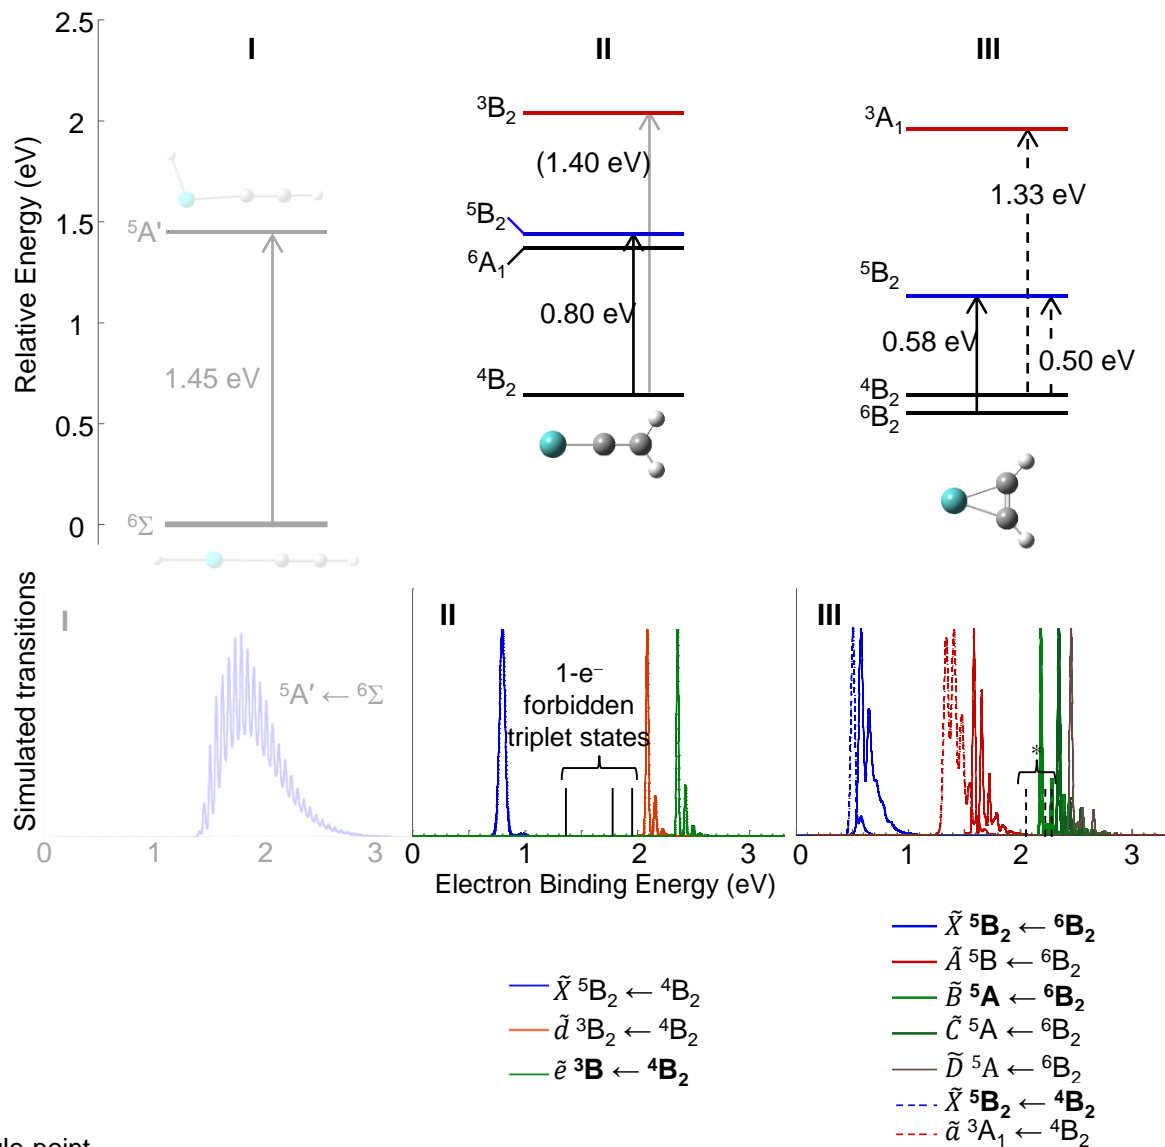 2.5
2
1.5
1
0.5
0
Relative Energy (eV)
I
⁵A'
1.45 eV
⁶Σ
II
³B₂
(1.40 eV)
⁵B₂
⁶A₁
0.80 eV
⁴B₂
III
³A₁
1.33 eV
⁵B₂
0.58 eV
0.50 eV
⁴B₂
⁶B₂
Simulated transitions
I
⁵A′ ← ⁶Σ
0 1 2 3
II
1-e⁻
forbidden
triplet states
0 1 2 3
III
*
0 1 2 3
Electron Binding Energy (eV)
X̃ ⁵B₂ ← ⁴B₂
d̃ ³B₂ ← ⁴B₂
ẽ ³B ← ⁴B₂
X̃ ⁵B₂ ← ⁶B₂
Ã ⁵B ← ⁶B₂
B̃ ⁵A ← ⁶B₂
C̃ ⁵A ← ⁶B₂
D̃ ⁵A ← ⁶B₂
X̃ ⁵B₂ ← ⁴B₂
ã ³A₁ ← ⁴B₂